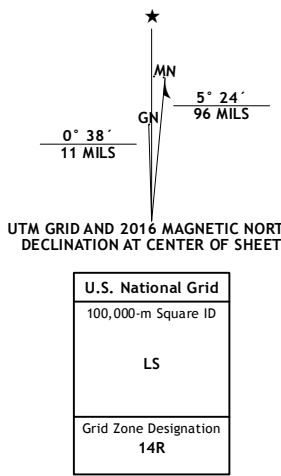 ★
MN
GN
5° 24´
96 MILS
0° 38´
11 MILS
UTM GRID AND 2016 MAGNETIC NORT
DECLINATION AT CENTER OF SHEET
U.S. National Grid
100,000-m Square ID
LS
Grid Zone Designation
14R